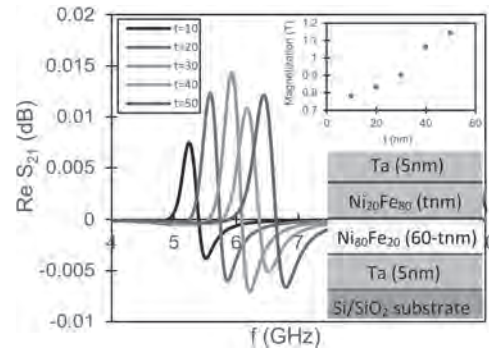 0.02
0.015
0.01
0.005
0
-0.005
-0.01
Re S₂₁ (dB)
t=10
t=20
t=30
t=40
t=50
4
5
6
7
f (GHz)
Magnetization (T)
1.2
1.1
1
0.9
0.8
0.7
0
20
40
60
t (nm)
Ta (5nm)
Ni₂₀Fe₈₀ (tnm)
Ni₈₀Fe₂₀ (60-tnm)
Ta (5nm)
Si/SiO₂ substrate